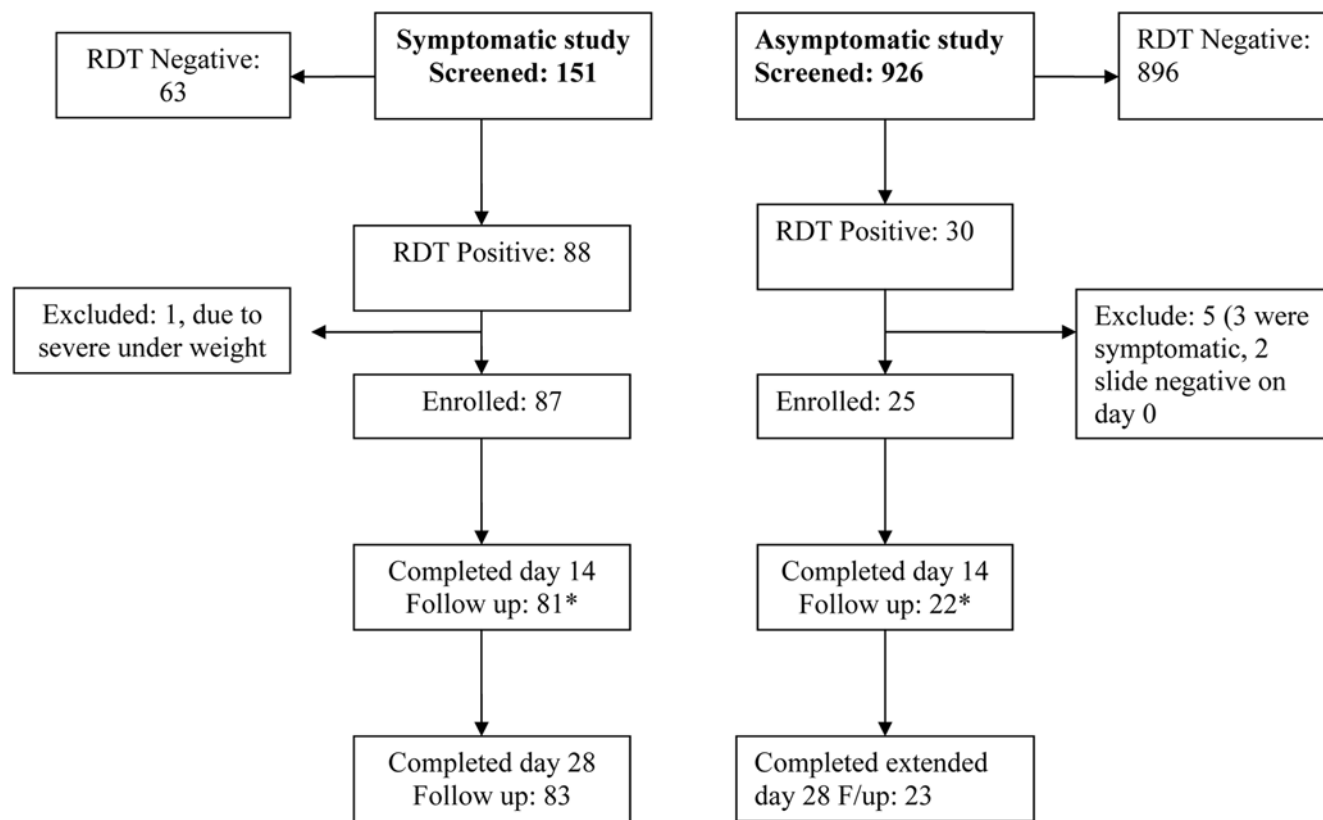 RDT Negative:
63
Symptomatic study
Screened: 151
Asymptomatic study
Screened: 926
RDT Negative:
896
RDT Positive: 88
RDT Positive: 30
Excluded: 1, due to
severe under weight
Exclude: 5 (3 were
symptomatic, 2
slide negative on
day 0
Enrolled: 87
Enrolled: 25
Completed day 14
Follow up: 81*
Completed day 14
Follow up: 22*
Completed day 28
Follow up: 83
Completed extended
day 28 F/up: 23